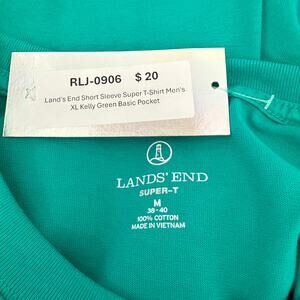 RLJ-0906 $ 20
Land's End Short Sleeve Super T-Shirt Men's
XL Kelly Green Basic Pocket
LANDS' END
SUPER-T
M
38-40
100% COTTON
MADE IN VIETNAM